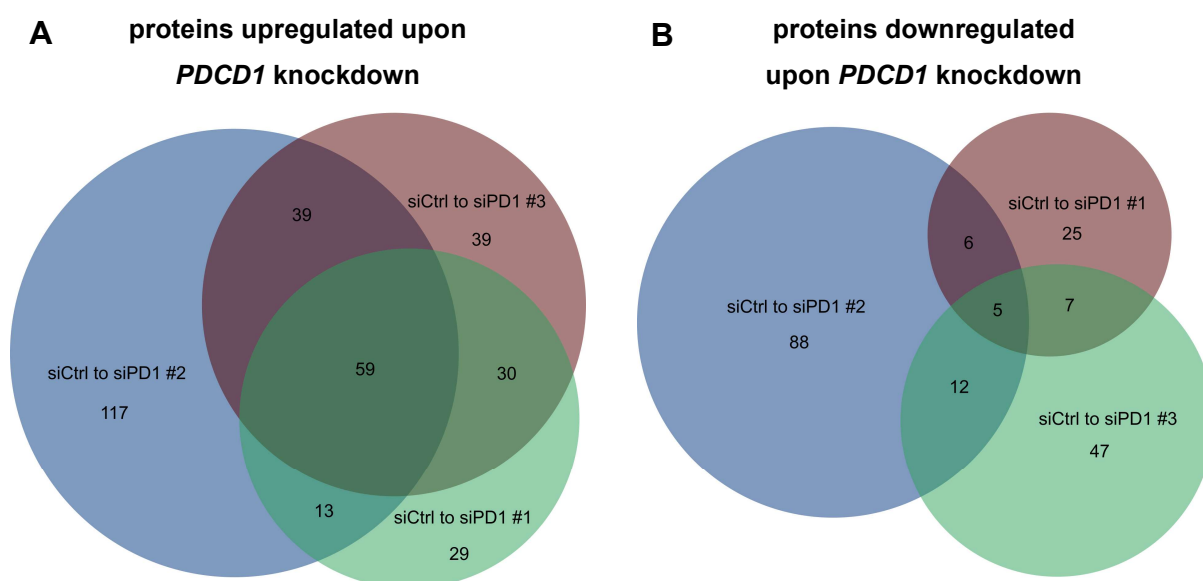 A
proteins upregulated upon
PDCD1 knockdown
39
siCtrl to siPD1 #3
39
siCtrl to siPD1 #2
117
59
30
13
siCtrl to siPD1 #1
29
B
proteins downregulated
upon PDCD1 knockdown
siCtrl to siPD1 #1
25
6
siCtrl to siPD1 #2
88
5
7
12
siCtrl to siPD1 #3
47